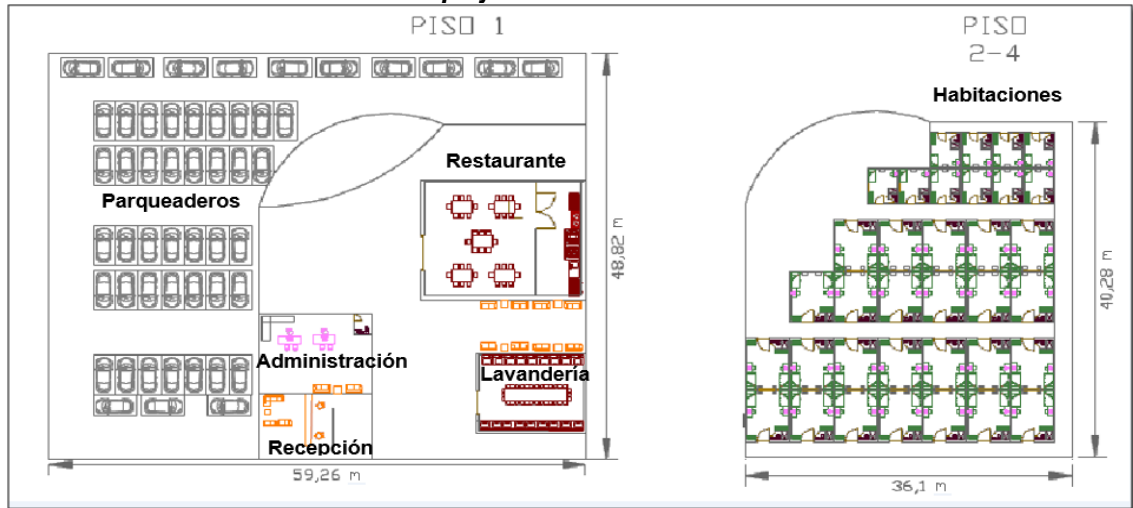 PISO 1
Parqueaderos
Restaurante
Administración
Lavandería
Recepción
48,82 m
59,26 m
PISO
2-4
Habitaciones
40,28 m
36,1 m